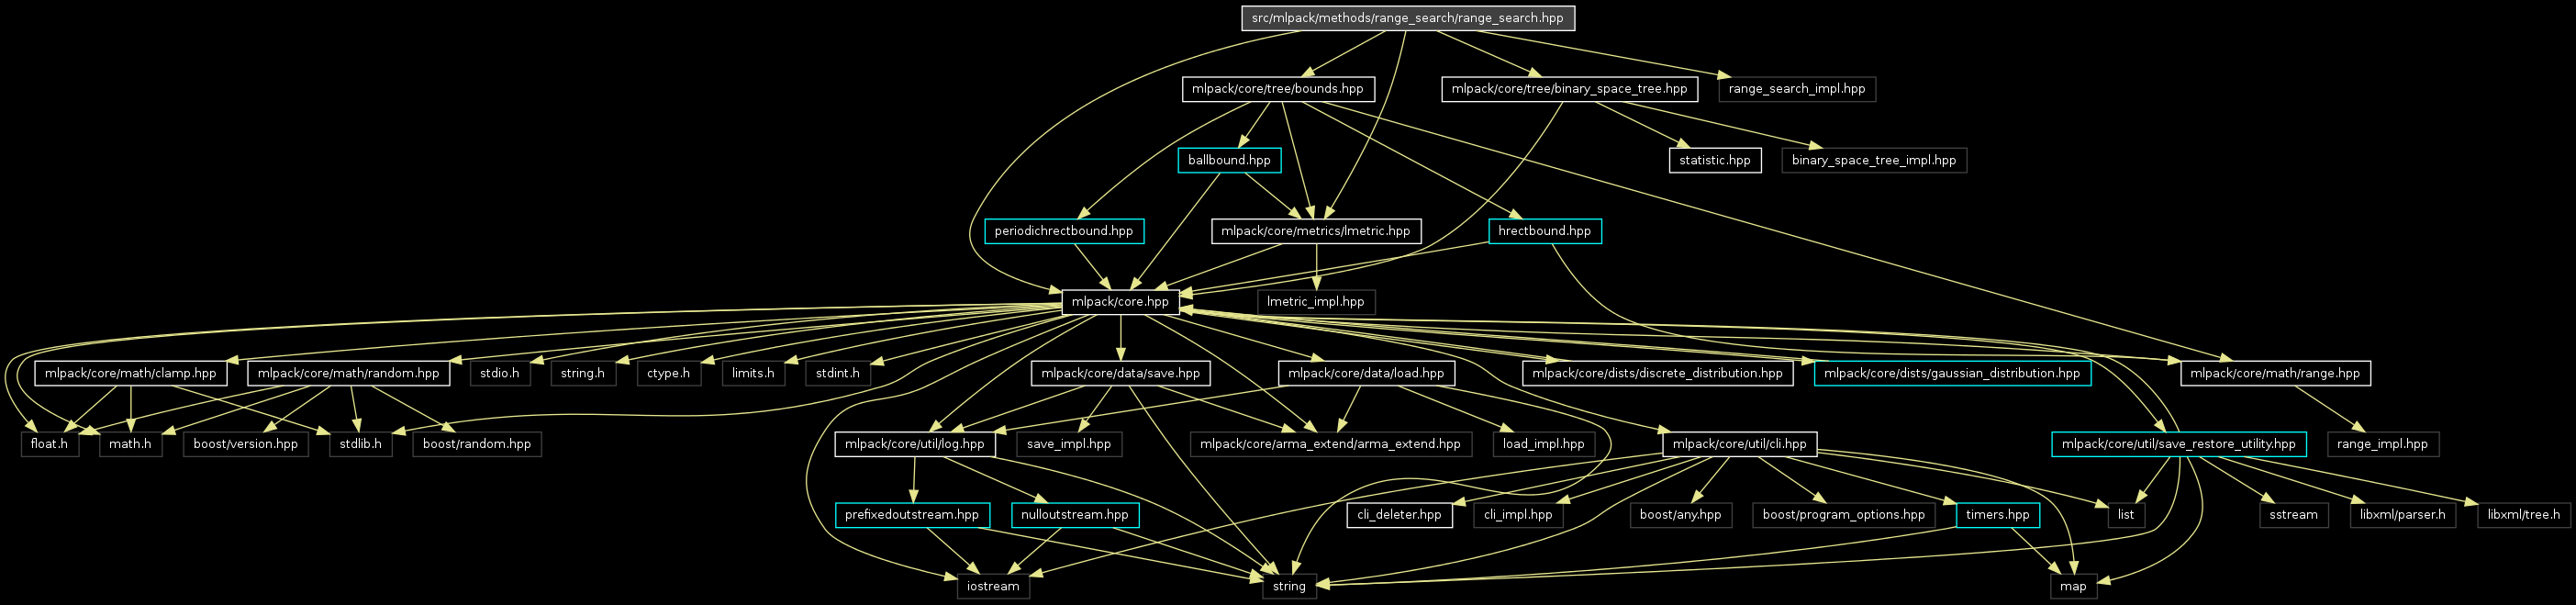 src/mlpack/methods/range_search/range_search.hpp
mlpack/core/tree/bounds.hpp
mlpack/core/tree/binary_space_tree.hpp
range_search_impl.hpp
ballbound.hpp
statistic.hpp
binary_space_tree_impl.hpp
periodichrectbound.hpp
mlpack/core/metrics/lmetric.hpp
hrectbound.hpp
mlpack/core.hpp
lmetric_impl.hpp
mlpack/core/math/clamp.hpp
mlpack/core/math/random.hpp
stdio.h
string.h
ctype.h
limits.h
stdint.h
mlpack/core/data/save.hpp
mlpack/core/data/load.hpp
mlpack/core/dists/discrete_distribution.hpp
mlpack/core/dists/gaussian_distribution.hpp
mlpack/core/math/range.hpp
float.h
math.h
boost/version.hpp
stdlib.h
boost/random.hpp
mlpack/core/util/log.hpp
save_impl.hpp
mlpack/core/arma_extend/arma_extend.hpp
load_impl.hpp
mlpack/core/util/cli.hpp
mlpack/core/util/save_restore_utility.hpp
range_impl.hpp
prefixedoutstream.hpp
nulloutstream.hpp
cli_deleter.hpp
cli_impl.hpp
boost/any.hpp
boost/program_options.hpp
timers.hpp
list
sstream
libxml/parser.h
libxml/tree.h
iostream
string
map